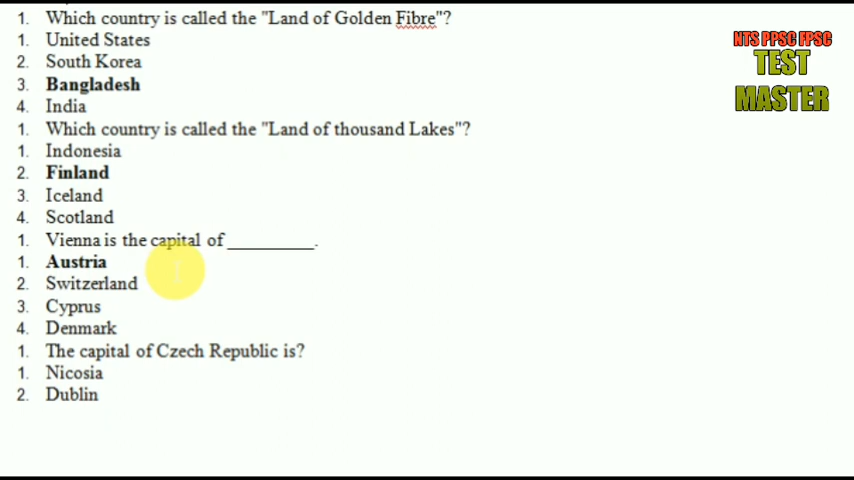 1. Which country is called the "Land of Golden Fibre"?
1. United States
2. South Korea
3. Bangladesh
4. India
1. Which country is called the "Land of thousand Lakes"?
1. Indonesia
2. Finland
3. Iceland
4. Scotland
1. Vienna is the capital of _________.
1. Austria
2. Switzerland
3. Cyprus
4. Denmark
1. The capital of Czech Republic is?
1. Nicosia
2. Dublin
NTS PPSC FPSC
TEST
MASTER